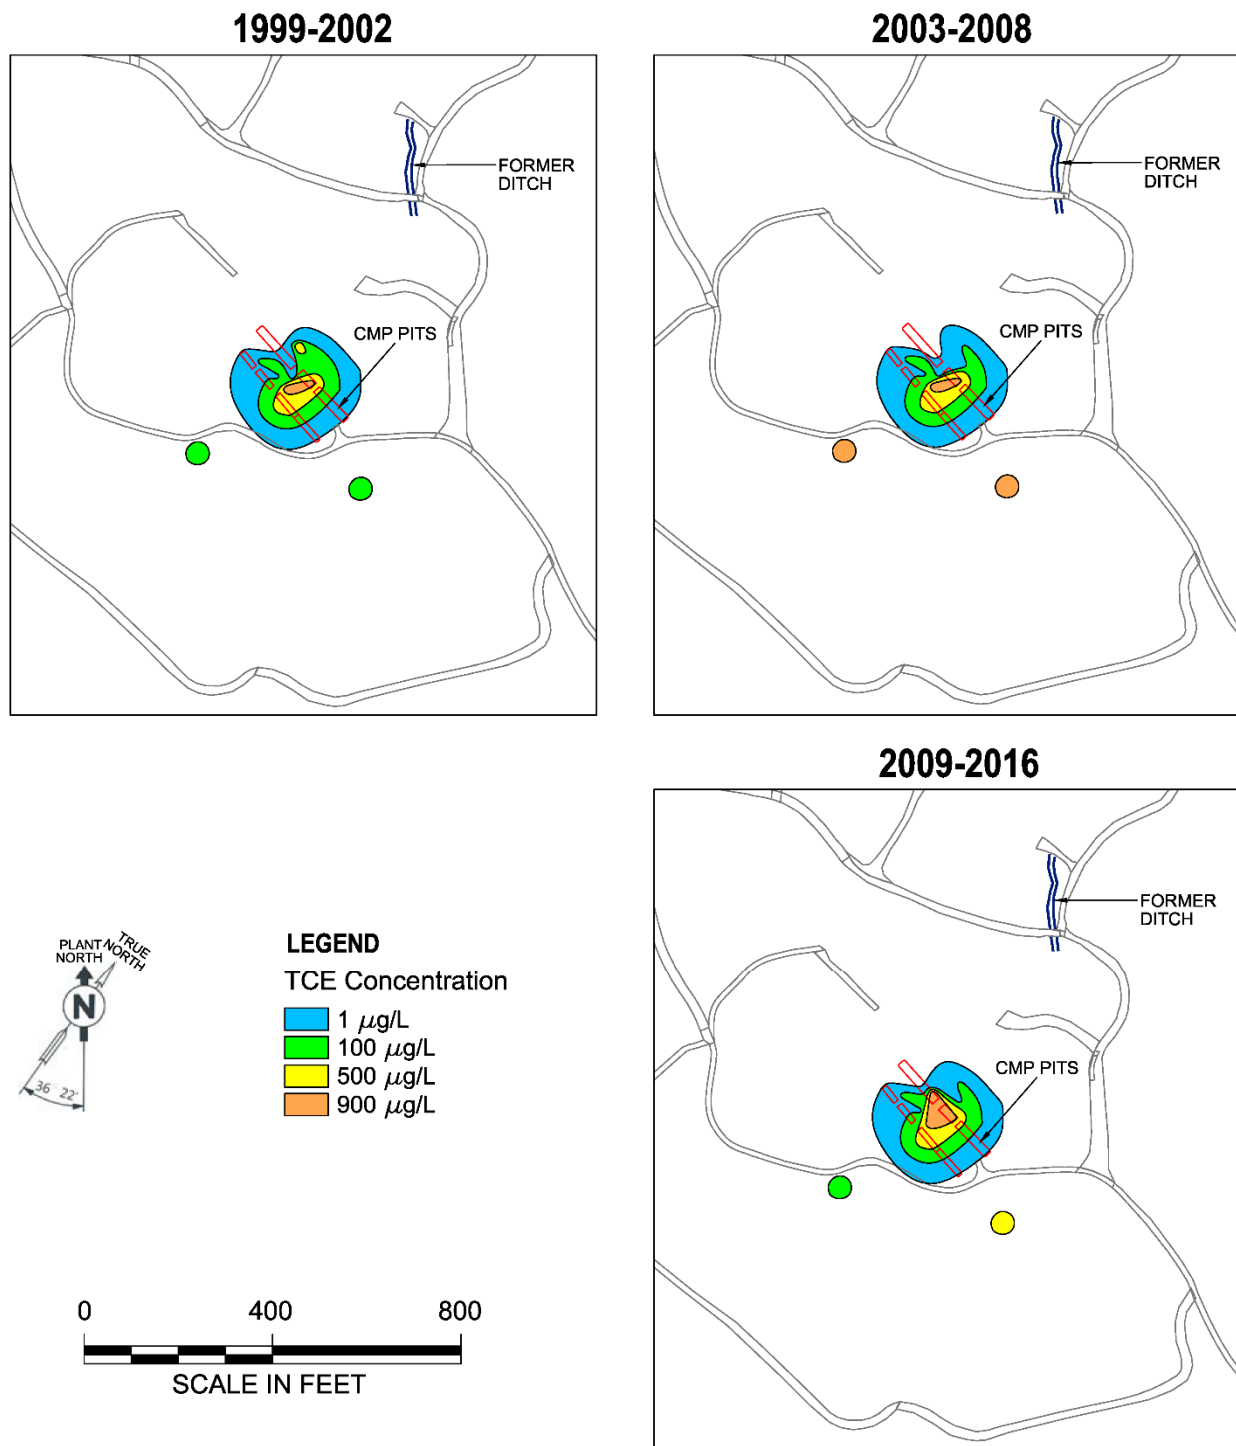 1999-2002
2003-2008
FORMER
DITCH
FORMER
DITCH
CMP PITS
CMP PITS
2009-2016
FORMER
DITCH
CMP PITS
PLANT
NORTH
TRUE
NORTH
N
36° 22'
LEGEND
TCE Concentration
1 µg/L
100 µg/L
500 µg/L
900 µg/L
0 400 800
SCALE IN FEET